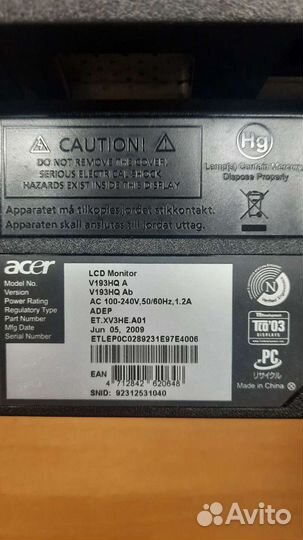 CAUTION!
DO NOT REMOVE THE COVER!
SERIOUS ELECTRICAL SHOCK
HAZARDS EXIST INSIDE THIS DISPLAY
Hg
Lamp(s) Contain Mercury,
Dispose Properly
Apparatet må tilkoples jordat stikkontakt.
Apparaten skall anslutas till jordat uttag.
acer
LCD Monitor
Model No. V193HQ A
Version V193HQ Ab
Power Rating AC 100-240V,50/60Hz,1.2A
Regulatory Type ADEP
Part Number ET.XV3HE.A01
Mfg Date Jun 05, 2009
Serial Number
ETLEP0C0289231E97E4006
EAN
4 712842 620648
SNID: 92312531040
N
TCO'03
DISPLAYS
PC
リサイクル
Made in China
Avito